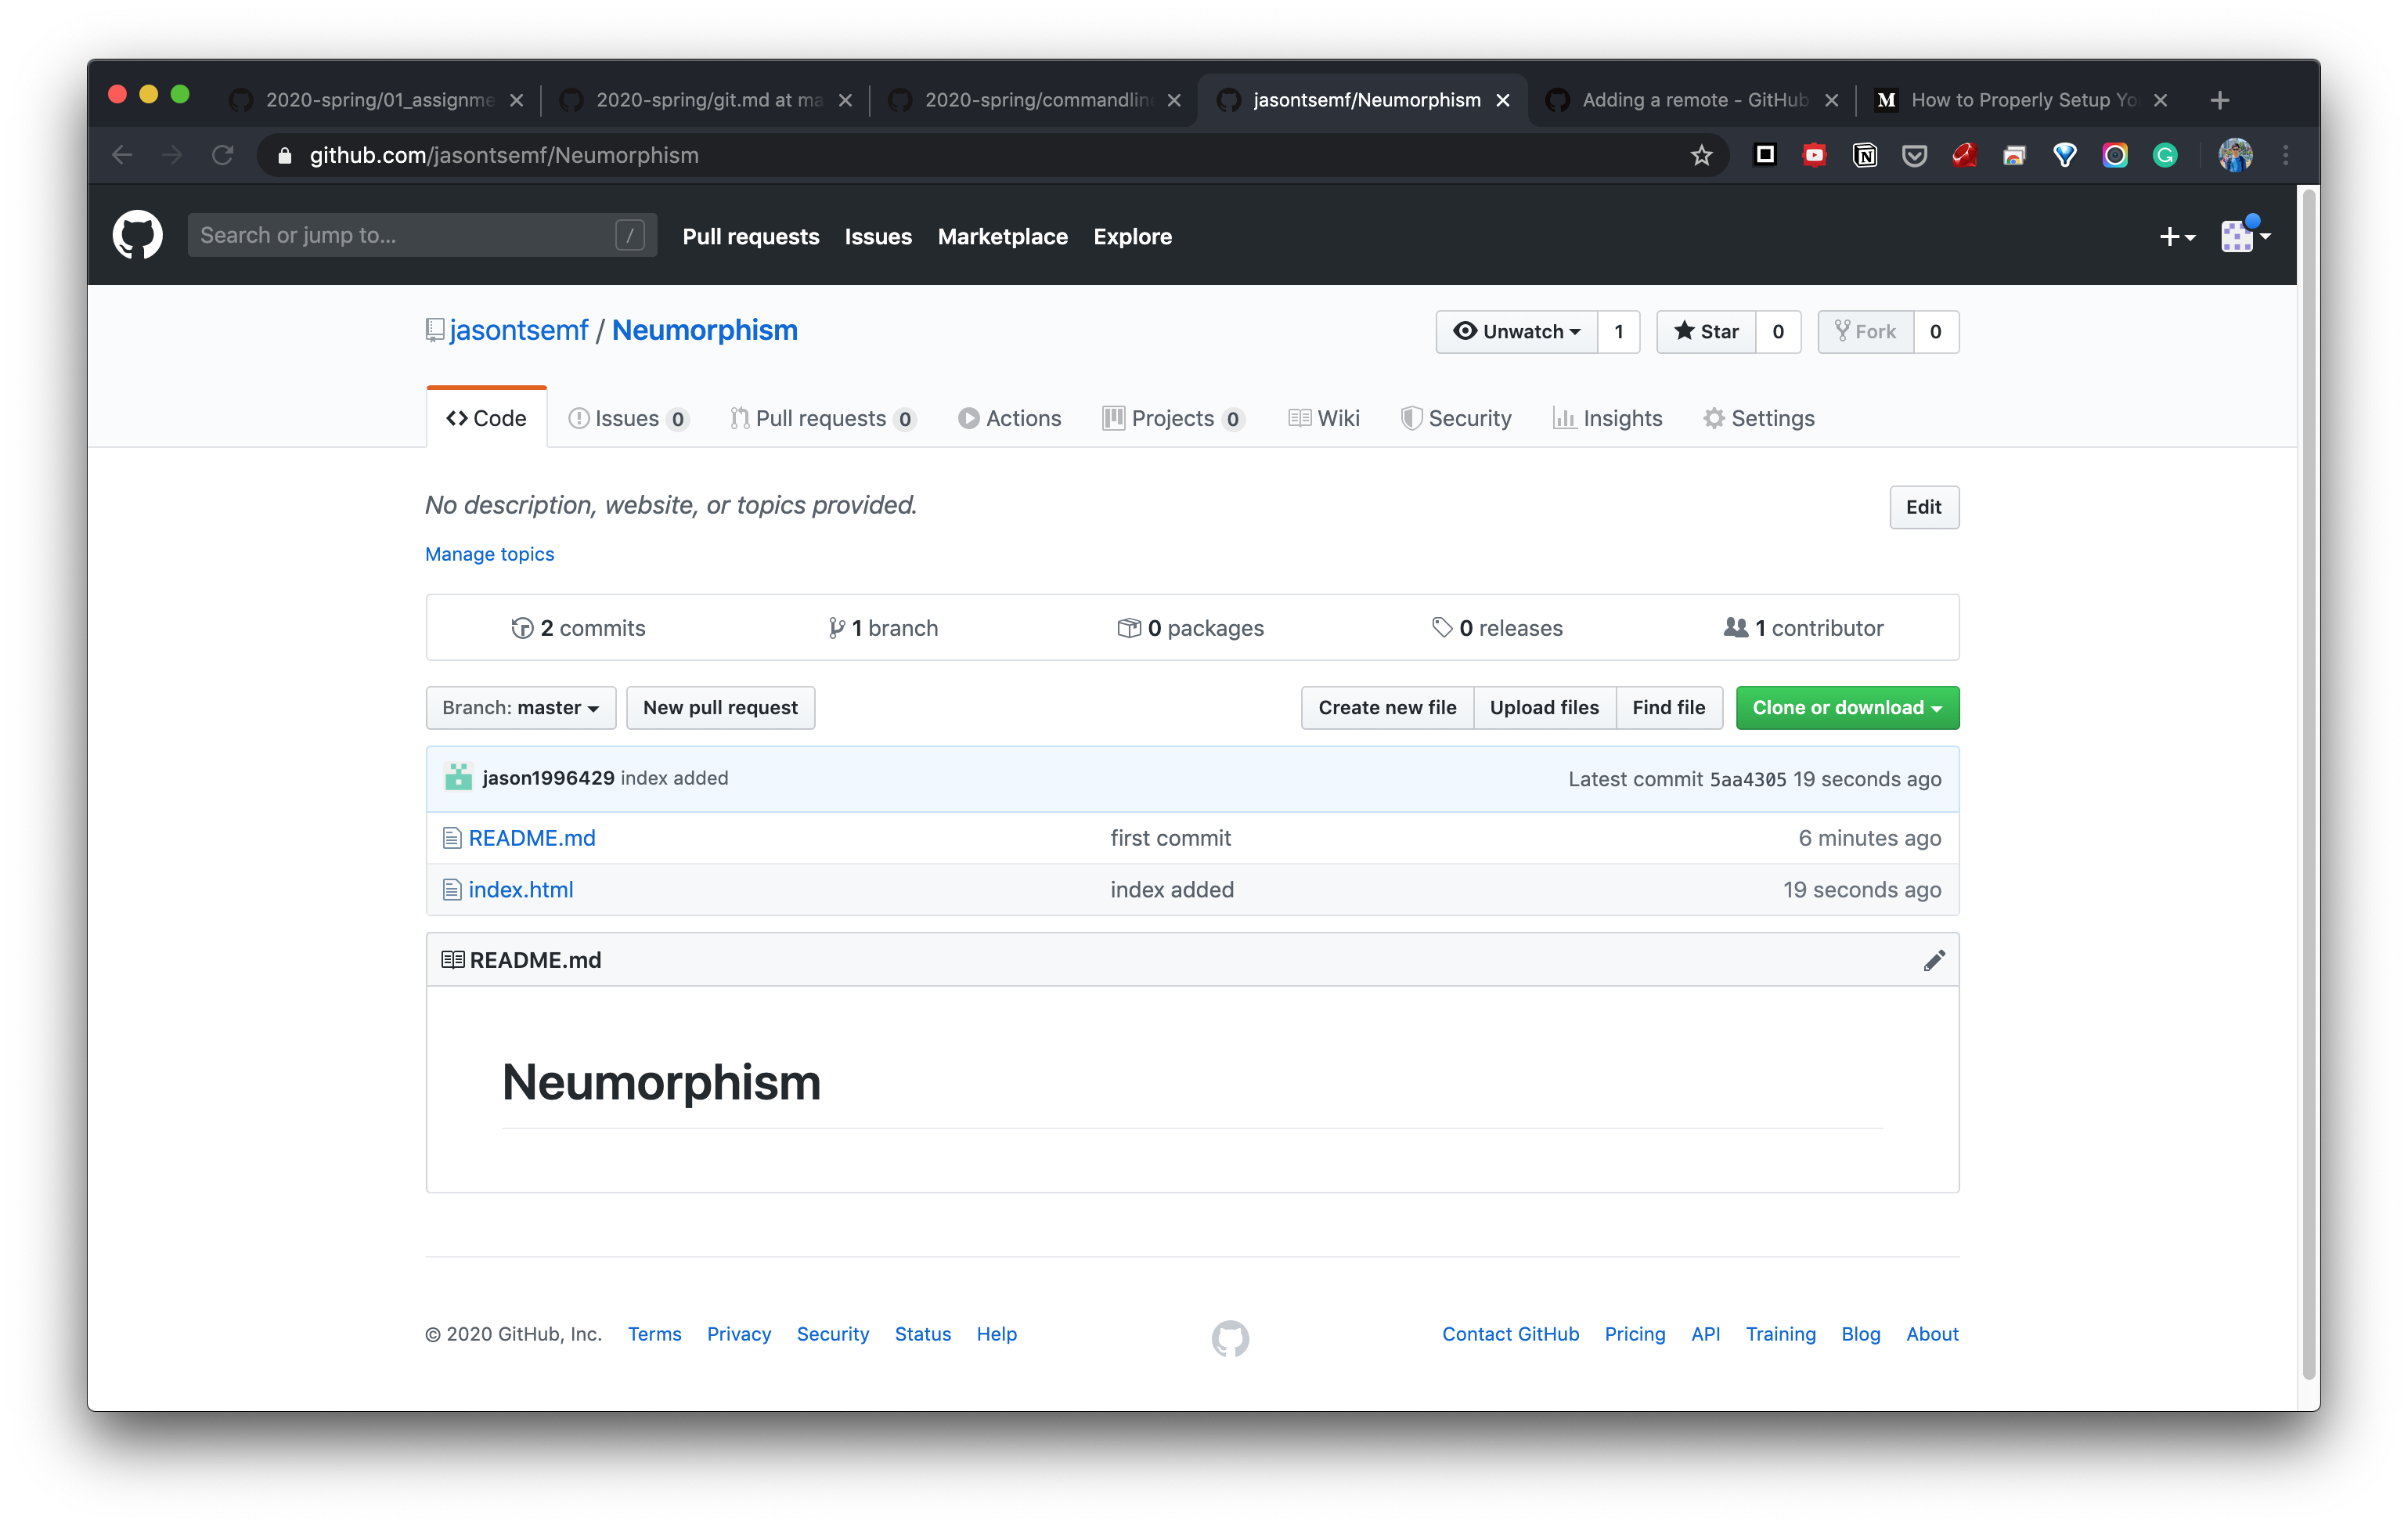 2020-spring/01_assignme
2020-spring/git.md at ma
2020-spring/commandlin
jasontsemf/Neumorphism
Adding a remote - GitHub
M How to Properly Setup Yo
github.com/jasontsemf/Neumorphism
Search or jump to... /
Pull requests Issues Marketplace Explore
jasontsemf / Neumorphism
Unwatch 1 Star 0 Fork 0
Code Issues 0 Pull requests 0 Actions Projects 0 Wiki Security Insights Settings
No description, website, or topics provided.
Edit
Manage topics
2 commits 1 branch 0 packages 0 releases 1 contributor
Branch: master New pull request Create new file Upload files Find file Clone or download
jason1996429 index added Latest commit 5aa4305 19 seconds ago
README.md first commit 6 minutes ago
index.html index added 19 seconds ago
README.md
Neumorphism
© 2020 GitHub, Inc. Terms Privacy Security Status Help Contact GitHub Pricing API Training Blog About